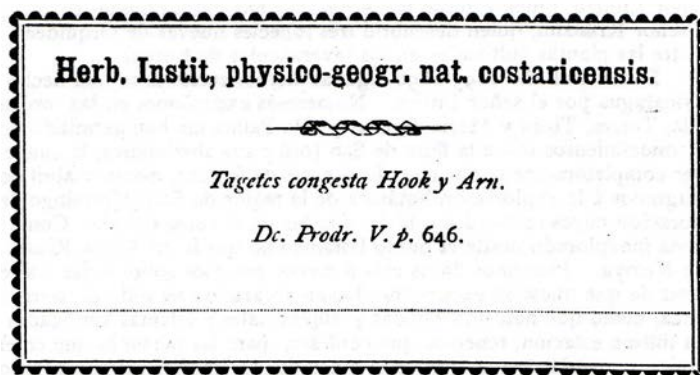 Herb. Instit, physico-geogr. nat. costaricensis.
Tagetes congesta Hook y Arn.
Dc. Prodr. V. p, 646.